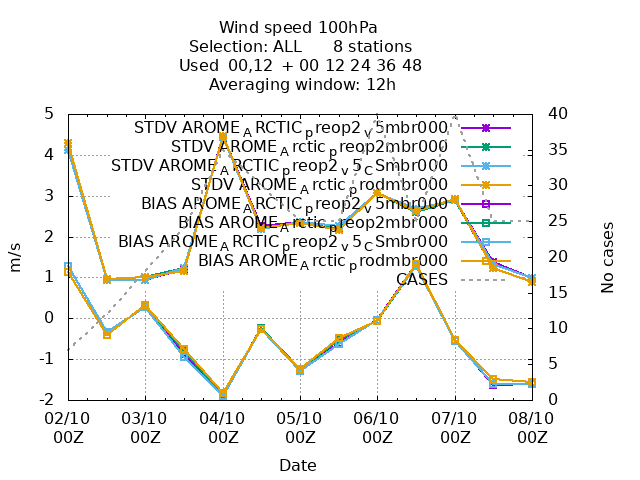 Wind speed 100hPa
Selection: ALL 8 stations
Used 00,12 + 00 12 24 36 48
Averaging window: 12h
STDV AROME_ARCTIC_preop2_v5mbr000
STDV AROME_Arctic_preop2mbr000
STDV AROME_ARCTIC_preop2_v5_CSmbr000
STDV AROME_Arctic_prodmbr000
BIAS AROME_ARCTIC_preop2_v5mbr000
BIAS AROME_Arctic_preop2mbr000
BIAS AROME_ARCTIC_preop2_v5_CSmbr000
BIAS AROME_Arctic_prodmbr000
CASES
5
4
3
2
1
0
-1
-2
m/s
40
35
30
25
20
15
10
5
0
No cases
02/10 03/10 04/10 05/10 06/10 07/10 08/10
00Z 00Z 00Z 00Z 00Z 00Z 00Z
Date